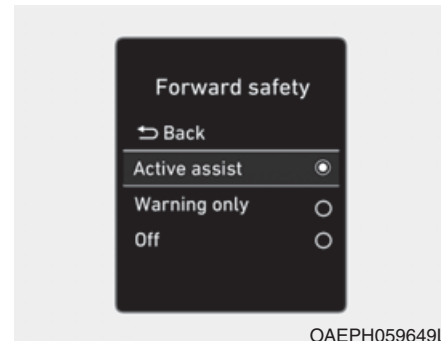 Forward safety
Back
Active assist
Warning only
Off
OAEPH059649L